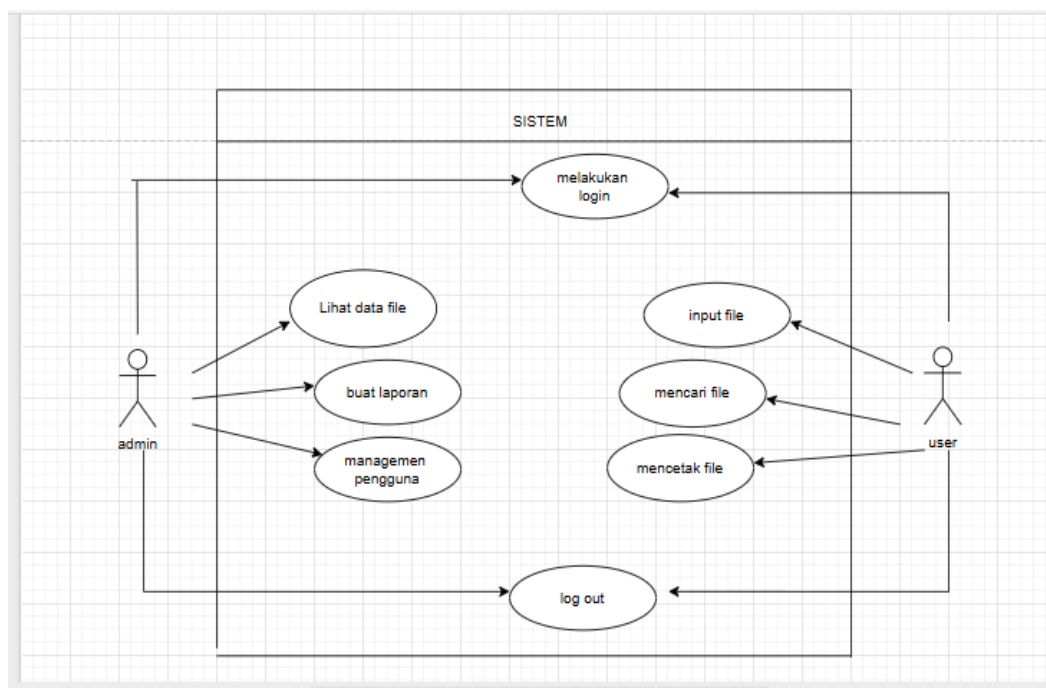 SISTEM
melakukan
login
Lihat data file
input file
buat laporan
mencari file
admin
user
managemen
pengguna
mencetak file
log out